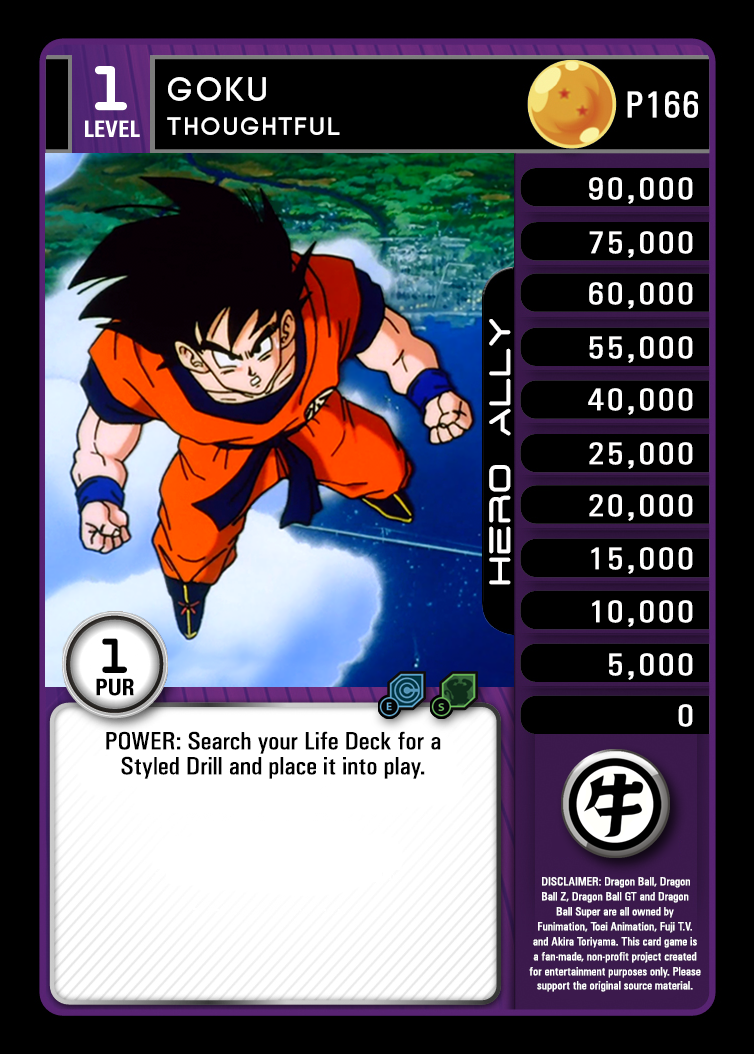 1
LEVEL
GOKU
THOUGHTFUL
P166
90,000
75,000
60,000
55,000
40,000
25,000
20,000
15,000
10,000
5,000
0
HERO ALLY
1
PUR
E
S
POWER: Search your Life Deck for a
Styled Drill and place it into play.
牛
DISCLAIMER: Dragon Ball, Dragon
Ball Z, Dragon Ball GT and Dragon
Ball Super are all owned by
Funimation, Toei Animation, Fuji T.V.
and Akira Toriyama. This card game is
a fan-made, non-profit project created
for entertainment purposes only. Please
support the original source material.